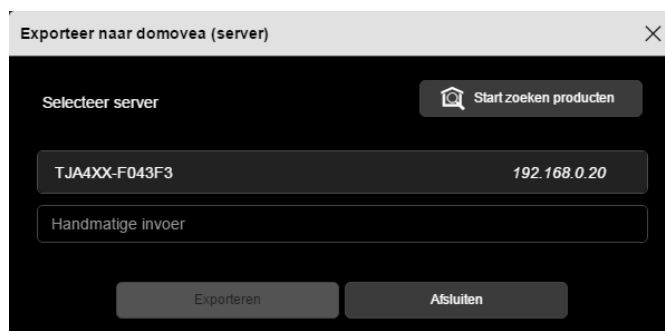 Exporteer naar domovea (server)
Selecteer server
Start zoeken producten
TJA4XX-F043F3 192.168.0.20
Handmatige invoer
Exporteren Afsluiten